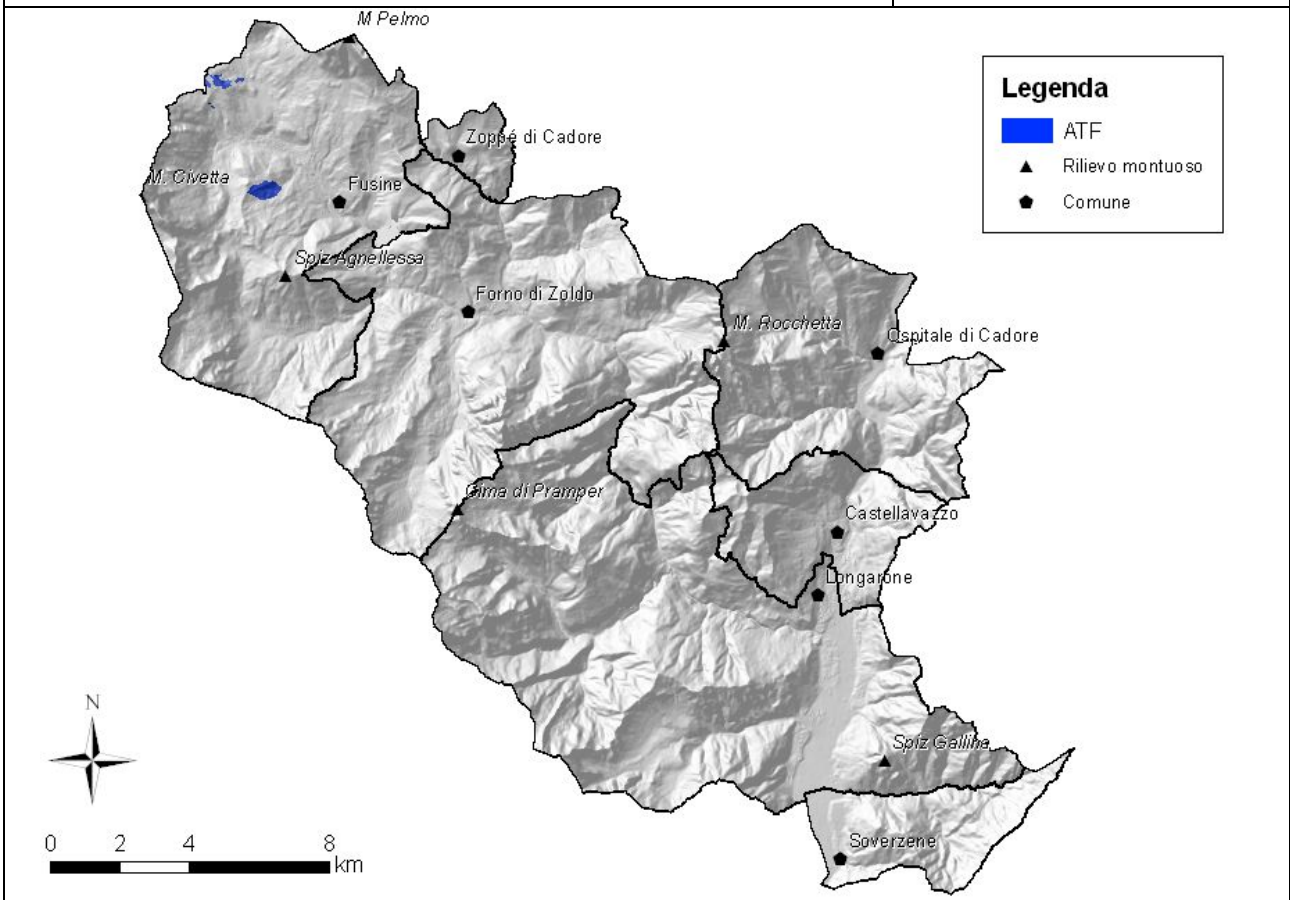 M Pelmo
Legenda
ATF
Rilievo montuoso
Comune
Zoppé di Cadore
M. Civetta
Fusine
Spiz Agnellessa
Forno di Zoldo
M. Rocchetta
Ospitale di Cadore
Cima di Pramper
Castellavazzo
Longarone
N
Spiz Gallina
0 2 4 8
km
Soverzene